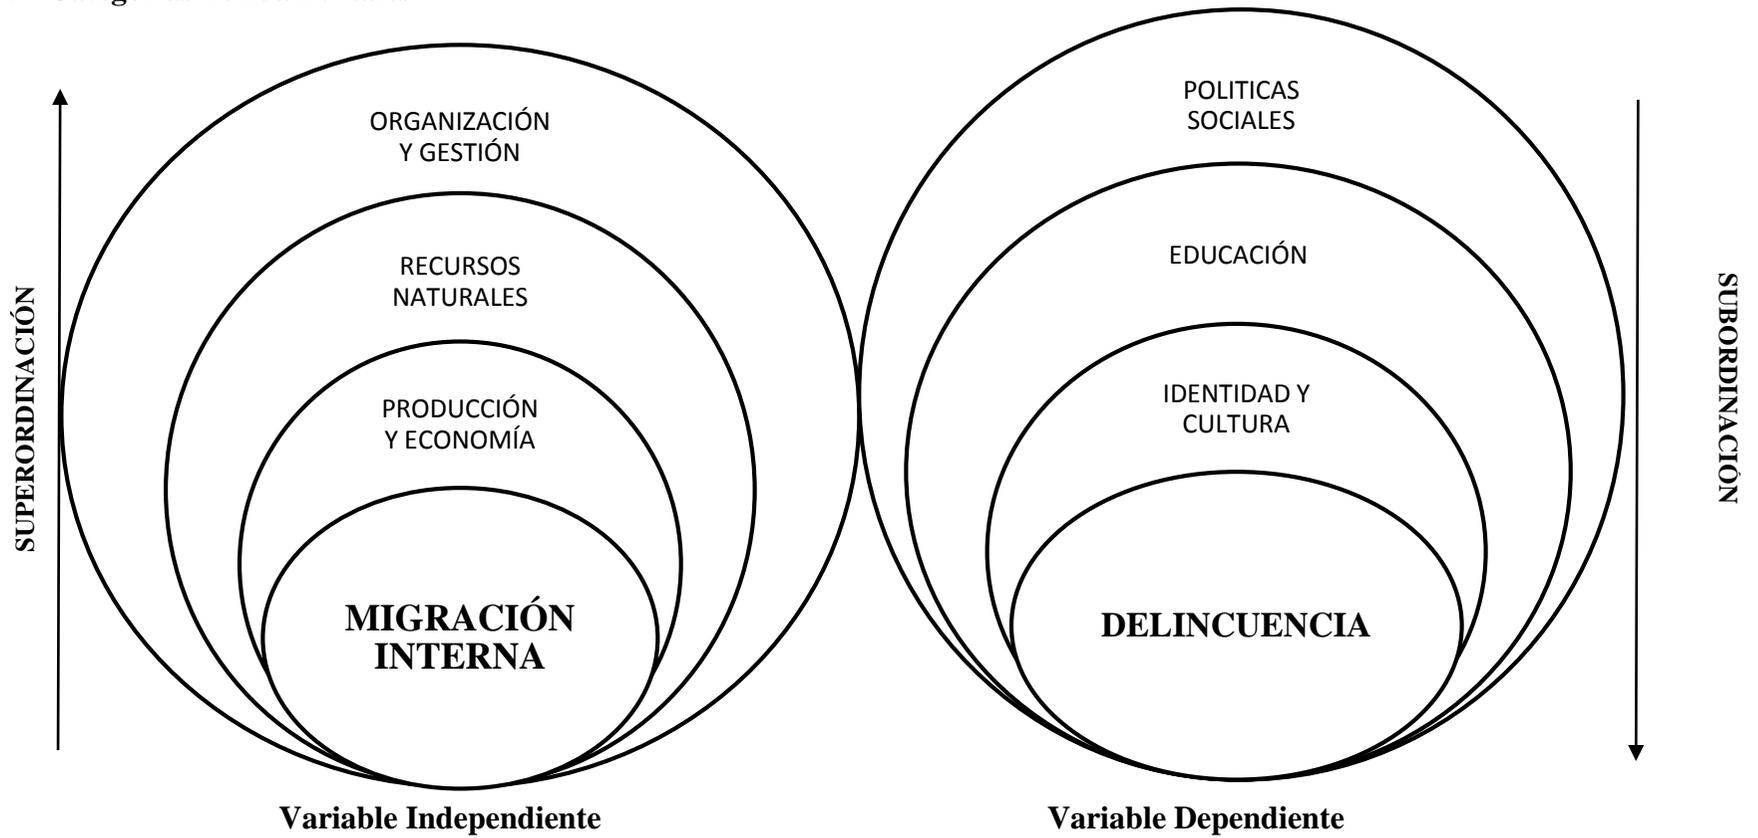 ORGANIZACIÓN
Y GESTIÓN
RECURSOS
NATURALES
PRODUCCIÓN
Y ECONOMÍA
MIGRACIÓN
INTERNA
SUPERORDINACIÓN
Variable Independiente
POLITICAS
SOCIALES
EDUCACIÓN
IDENTIDAD Y
CULTURA
DELINCUENCIA
SUBORDINACIÓN
Variable Dependiente